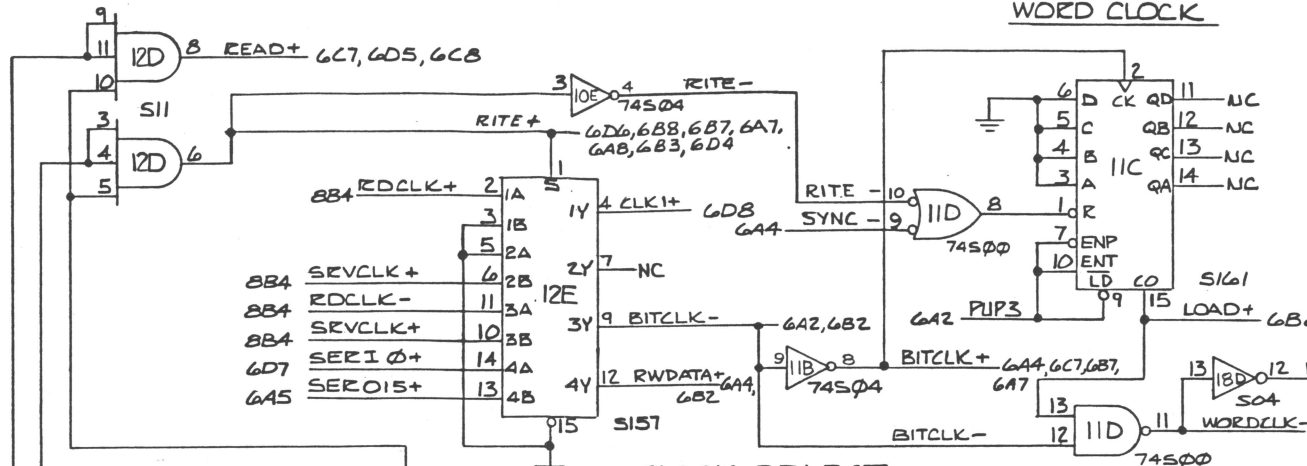 WORD CLOCK
9
11
10
12D
8
READ+
6C7, 6D5, 6C8
S11
3
4
5
12D
6
3
10E
4
74S04
RITE-
RITE+
6D6, 6B8, 6B7, 6A7,
6A8, 6B3, 6D4
1
S
8B4
RDCLK+
2
1A
3
1B
5
2A
8B4
SRVCLK+
6
2B
8B4
RDCLK-
11
3A
8B4
SRVCLK+
10
3B
6D7
SERI0+
14
4A
6A5
SERO15+
13
4B
12E
1Y
4
CLK1+
6D8
2Y
7
NC
3Y
9
BITCLK-
6A2, 6B2
4Y
12
RWDATA+
6A4,
6B2
15
S157
9
11B
8
74S04
BITCLK+
6A4, 6C7, 6B7,
6A7
RITE -
10
6A4
SYNC -
9
11D
8
74S00
2
CK
6
D
5
C
4
B
3
A
1
R
7
ENP
10
ENT
LD
9
CO
15
11C
QD
11
NC
QB
12
NC
QC
13
NC
QA
14
NC
S161
6A2
PUP3
LOAD+
13
18D
12
S04
13
12
11D
11
BITCLK-
WORDCLK-
74S00